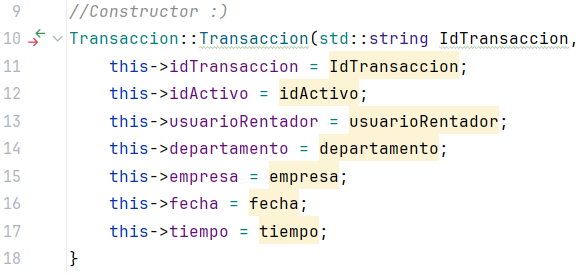 9 //Constructor :)
10 Transaccion::Transaccion(std::string IdTransaccion,
11 this->idTransaccion = IdTransaccion;
12 this->idActivo = idActivo;
13 this->usuarioRentador = usuarioRentador;
14 this->departamento = departamento;
15 this->empresa = empresa;
16 this->fecha = fecha;
17 this->tiempo = tiempo;
18 }